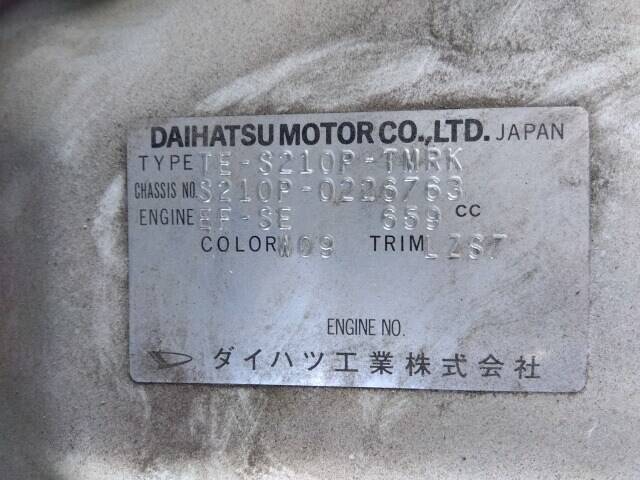 DAIHATSU MOTOR CO.,LTD. JAPAN
TYPE TE-S210P-TMRK
CHASSIS NO. S210P-0226763
ENGINE EF-SE 659 CC
COLOR W09 TRIM LZS7
ENGINE NO.
ダイハツ工業株式会社